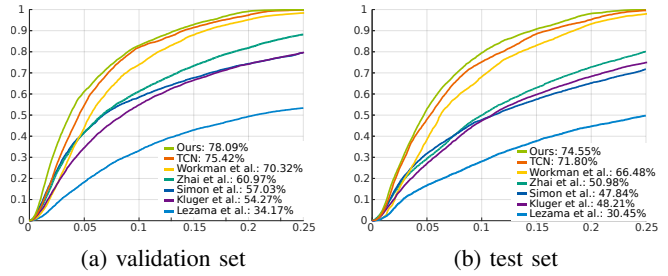 1
0.9
0.8
0.7
0.6
0.5
0.4
0.3
0.2
0.1
0
Ours: 78.09%
TCN: 75.42%
Workman et al.: 70.32%
Zhai et al.: 60.97%
Simon et al.: 57.03%
Kluger et al.: 54.27%
Lezama et al.: 34.17%
0 0.05 0.1 0.15 0.2 0.25
(a) validation set
1
0.9
0.8
0.7
0.6
0.5
0.4
0.3
0.2
0.1
0
Ours: 74.55%
TCN: 71.80%
Workman et al.: 66.48%
Zhai et al.: 50.98%
Simon et al.: 47.84%
Kluger et al.: 48.21%
Lezama et al.: 30.45%
0 0.05 0.1 0.15 0.2 0.25
(b) test set